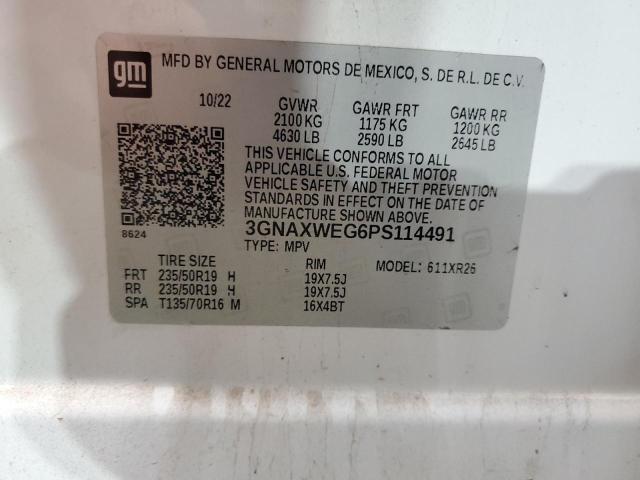 gm MFD BY GENERAL MOTORS DE MEXICO, S. DE R.L. DE C.V.
10/22 GVWR GAWR FRT GAWR RR
2100 KG 1175 KG 1200 KG
4630 LB 2590 LB 2645 LB
THIS VEHICLE CONFORMS TO ALL
APPLICABLE U.S. FEDERAL MOTOR
VEHICLE SAFETY AND THEFT PREVENTION
STANDARDS IN EFFECT ON THE DATE OF
MANUFACTURE SHOWN ABOVE.
8624 3GNAXWEG6PS114491
TYPE: MPV
TIRE SIZE RIM MODEL: 611XR26
FRT 235/50R19 H 19X7.5J
RR 235/50R19 H 19X7.5J
SPA T135/70R16 M 16X4BT